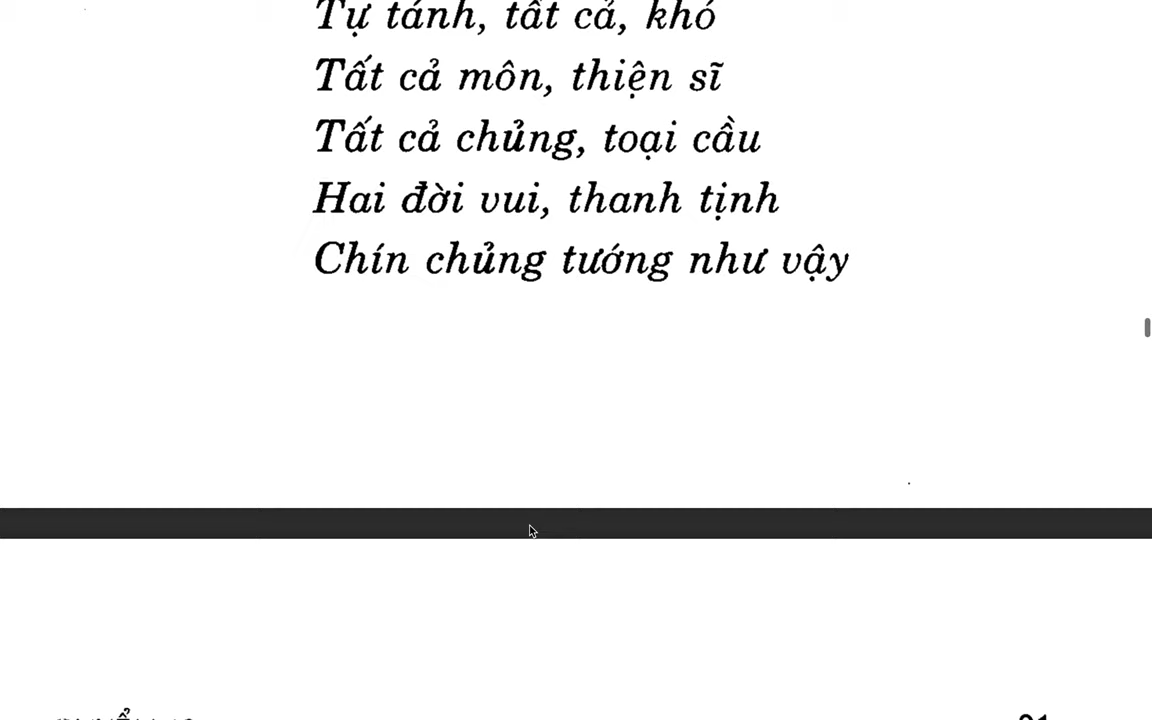 Tự tánh, tất cả, khó
Tất cả môn, thiện sĩ
Tất cả chủng, toại cầu
Hai đời vui, thanh tịnh
Chín chủng tướng như vậy